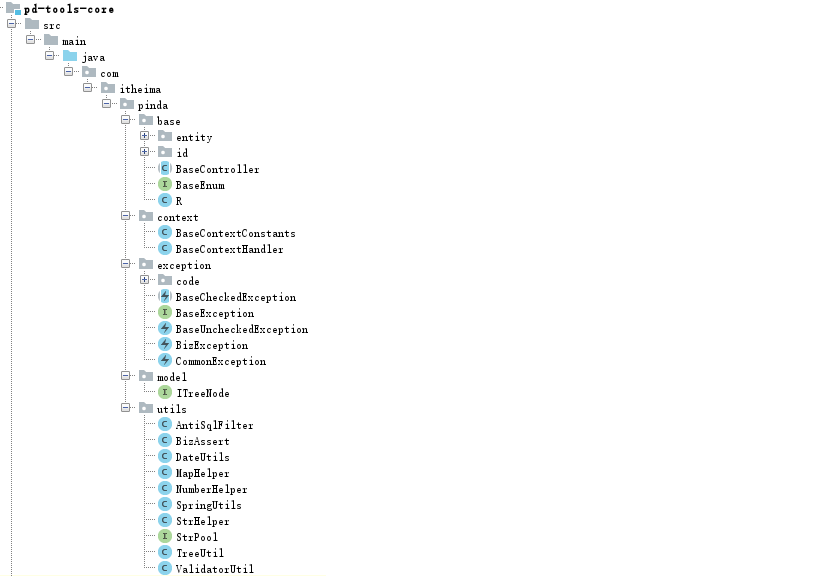 pd-tools-core
src
main
java
com
itheima
pinda
base
entity
id
BaseController
BaseEnum
R
context
BaseContextConstants
BaseContextHandler
exception
code
BaseCheckedException
BaseException
BaseUncheckedException
BizException
CommonException
model
ITreeNode
utils
AntiSqlFilter
BizAssert
DateUtils
MapHelper
NumberHelper
SpringUtils
StrHelper
StrPool
TreeUtil
ValidatorUtil